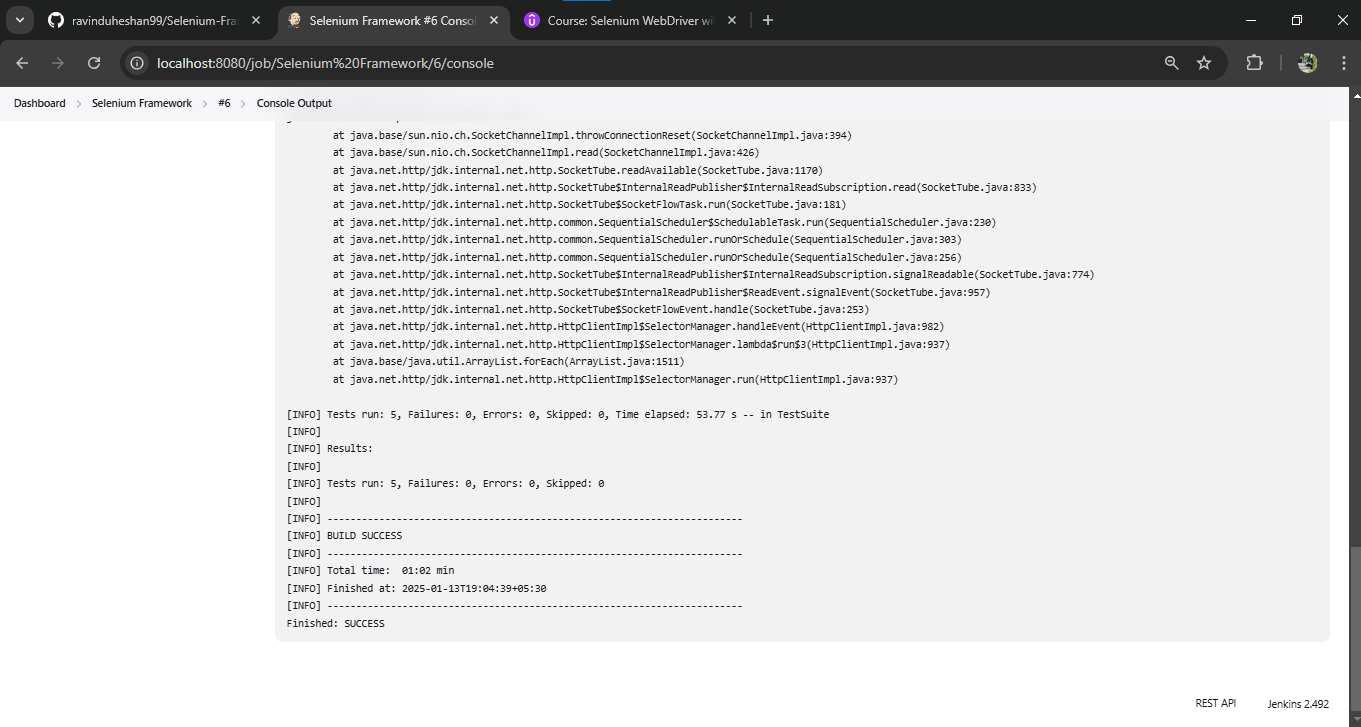 ravinduheshan99/Selenium-Fra
Selenium Framework #6 Consol
Course: Selenium WebDriver wi
localhost:8080/job/Selenium%20Framework/6/console
Dashboard > Selenium Framework > #6 > Console Output
at java.base/sun.nio.ch.SocketChannelImpl.throwConnectionReset(SocketChannelImpl.java:394)
at java.base/sun.nio.ch.SocketChannelImpl.read(SocketChannelImpl.java:426)
at java.net.http/jdk.internal.net.http.SocketTube.readAvailable(SocketTube.java:1170)
at java.net.http/jdk.internal.net.http.SocketTube$InternalReadPublisher$InternalReadSubscription.read(SocketTube.java:833)
at java.net.http/jdk.internal.net.http.SocketTube$SocketFlowTask.run(SocketTube.java:181)
at java.net.http/jdk.internal.net.http.common.SequentialScheduler$SchedulableTask.run(SequentialScheduler.java:230)
at java.net.http/jdk.internal.net.http.common.SequentialScheduler.runOrSchedule(SequentialScheduler.java:303)
at java.net.http/jdk.internal.net.http.common.SequentialScheduler.runOrSchedule(SequentialScheduler.java:256)
at java.net.http/jdk.internal.net.http.SocketTube$InternalReadPublisher$InternalReadSubscription.signalReadable(SocketTube.java:774)
at java.net.http/jdk.internal.net.http.SocketTube$InternalReadPublisher$ReadEvent.signalEvent(SocketTube.java:957)
at java.net.http/jdk.internal.net.http.SocketTube$SocketFlowEvent.handle(SocketTube.java:253)
at java.net.http/jdk.internal.net.http.HttpClientImpl$SelectorManager.handleEvent(HttpClientImpl.java:982)
at java.net.http/jdk.internal.net.http.HttpClientImpl$SelectorManager.lambda$run$3(HttpClientImpl.java:937)
at java.base/java.util.ArrayList.forEach(ArrayList.java:1511)
at java.net.http/jdk.internal.net.http.HttpClientImpl$SelectorManager.run(HttpClientImpl.java:937)
[INFO] Tests run: 5, Failures: 0, Errors: 0, Skipped: 0, Time elapsed: 53.77 s -- in TestSuite
[INFO]
[INFO] Results:
[INFO]
[INFO] Tests run: 5, Failures: 0, Errors: 0, Skipped: 0
[INFO]
[INFO] ------------------------------------------------------------------------
[INFO] BUILD SUCCESS
[INFO] ------------------------------------------------------------------------
[INFO] Total time:  01:02 min
[INFO] Finished at: 2025-01-13T19:04:39+05:30
[INFO] ------------------------------------------------------------------------
Finished: SUCCESS
REST API
Jenkins 2.492